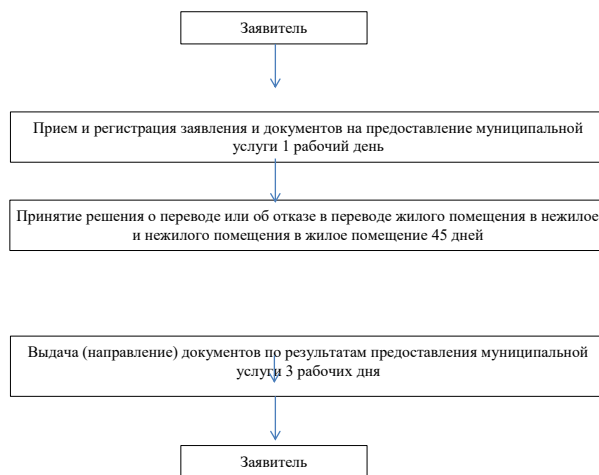 Заявитель
Прием и регистрация заявления и документов на предоставление муниципальной
услуги 1 рабочий день
Принятие решения о переводе или об отказе в переводе жилого помещения в нежилое
и нежилого помещения в жилое помещение 45 дней
Выдача (направление) документов по результатам предоставления муниципальной
услуги 3 рабочих дня
Заявитель